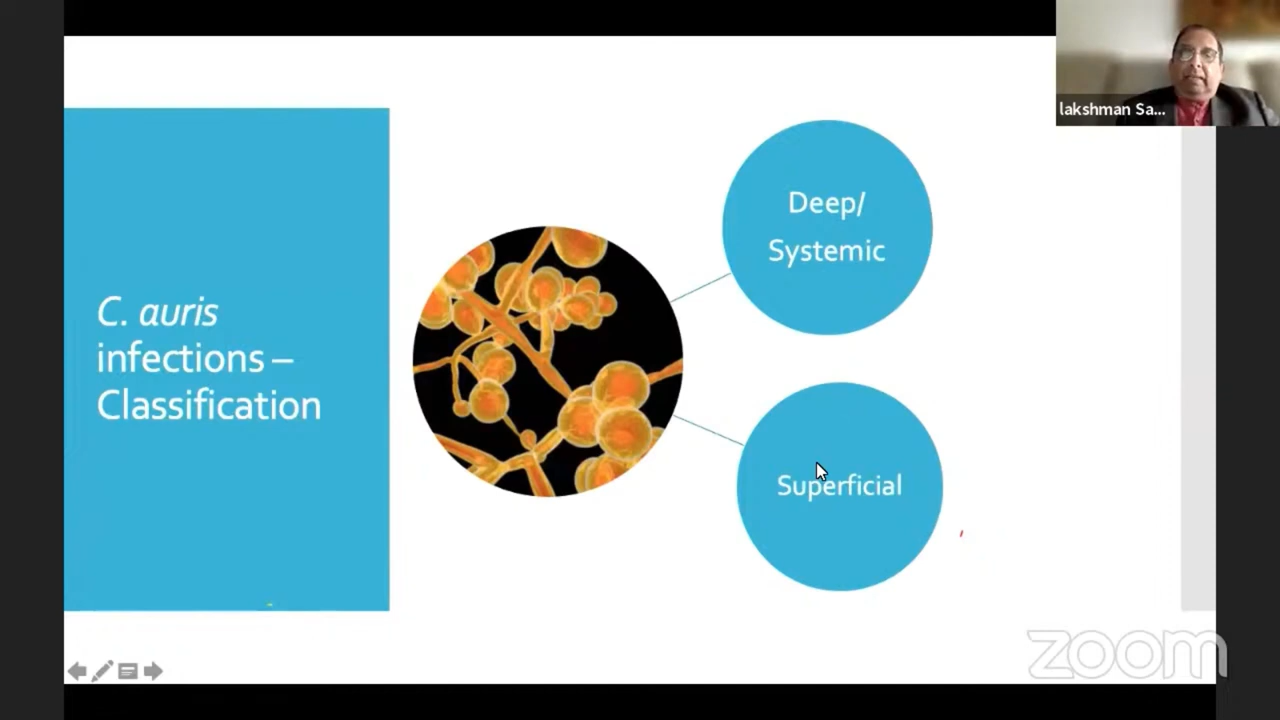 lakshman Sa...
Deep/
Systemic
C. auris
infections –
Classification
Superficial
zoom